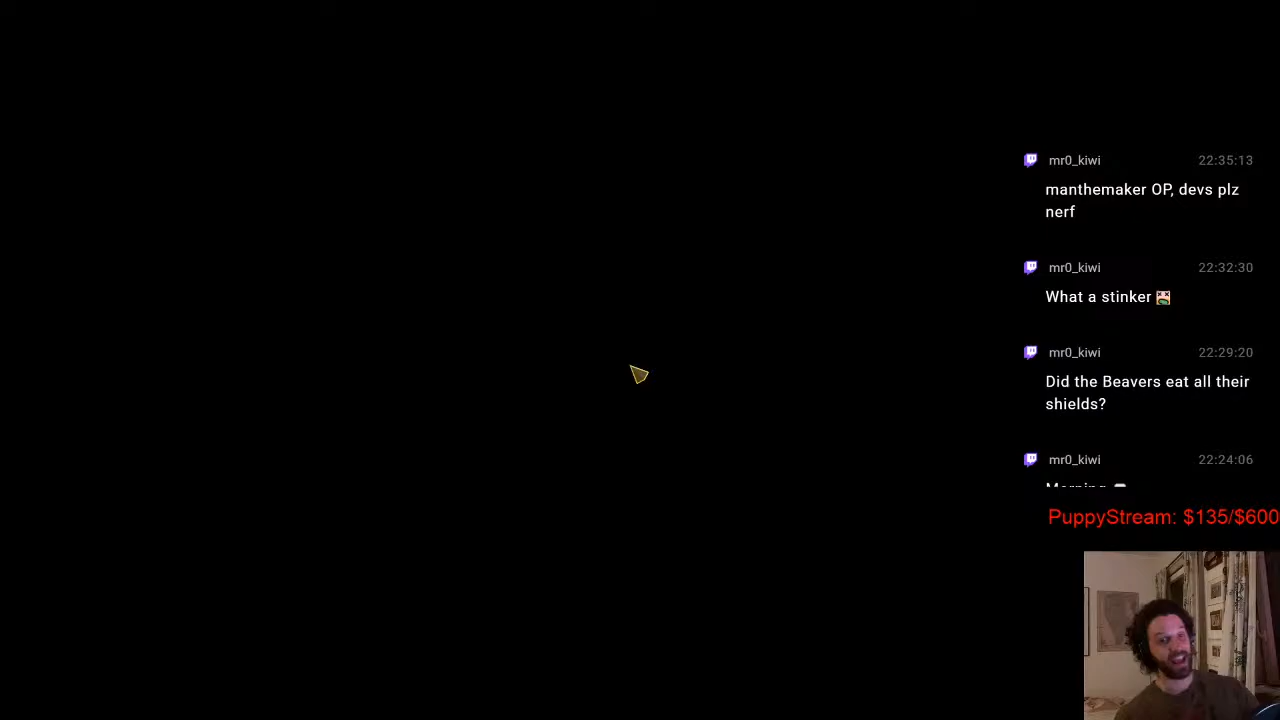 mr0_kiwi 22:35:13
manthemaker OP, devs plz
nerf
mr0_kiwi 22:32:30
What a stinker
mr0_kiwi 22:29:20
Did the Beavers eat all their
shields?
mr0_kiwi 22:24:06
Morning
PuppyStream: $135/$600